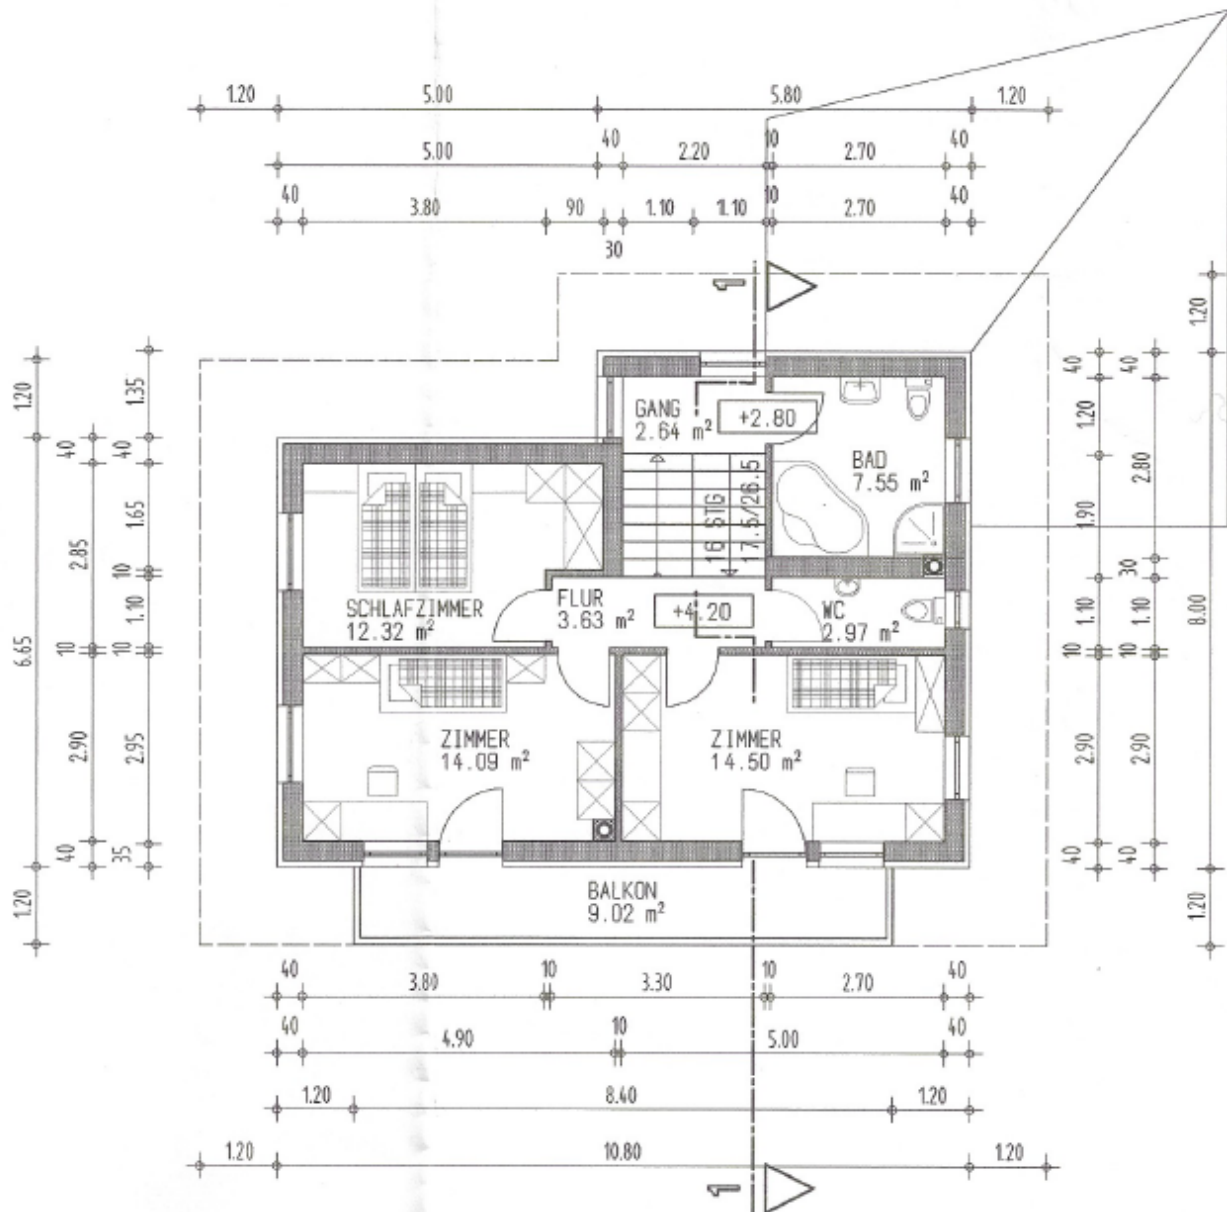 1.20 5.00 5.80 1.20
40 10 40
5.00 2.20 2.70
40 10 40
3.80 90 1.10 1.10 2.70
30
1
1.20
1.20 1.35 40 40
GANG +2.80
2.64 m²
1.20
40 40
BAD
7.55 m²
2.80
16 STG
17.5/26.5
1.65
1.90
2.85
10
30
SCHLAFZIMMER
12.32 m²
FLUR
3.63 m²
+4.20
WC
2.97 m²
1.10
1.10 1.10
8.00
6.65
10 10
10 10
ZIMMER
14.09 m²
ZIMMER
14.50 m²
2.90 2.95
2.90 2.90
40 35
40 40
BALKON
9.02 m²
1.20
1.20
40 10 10 40
3.80 3.30 2.70
40 10 40
4.90 5.00
1.20 8.40 1.20
1.20 10.80 1.20
1